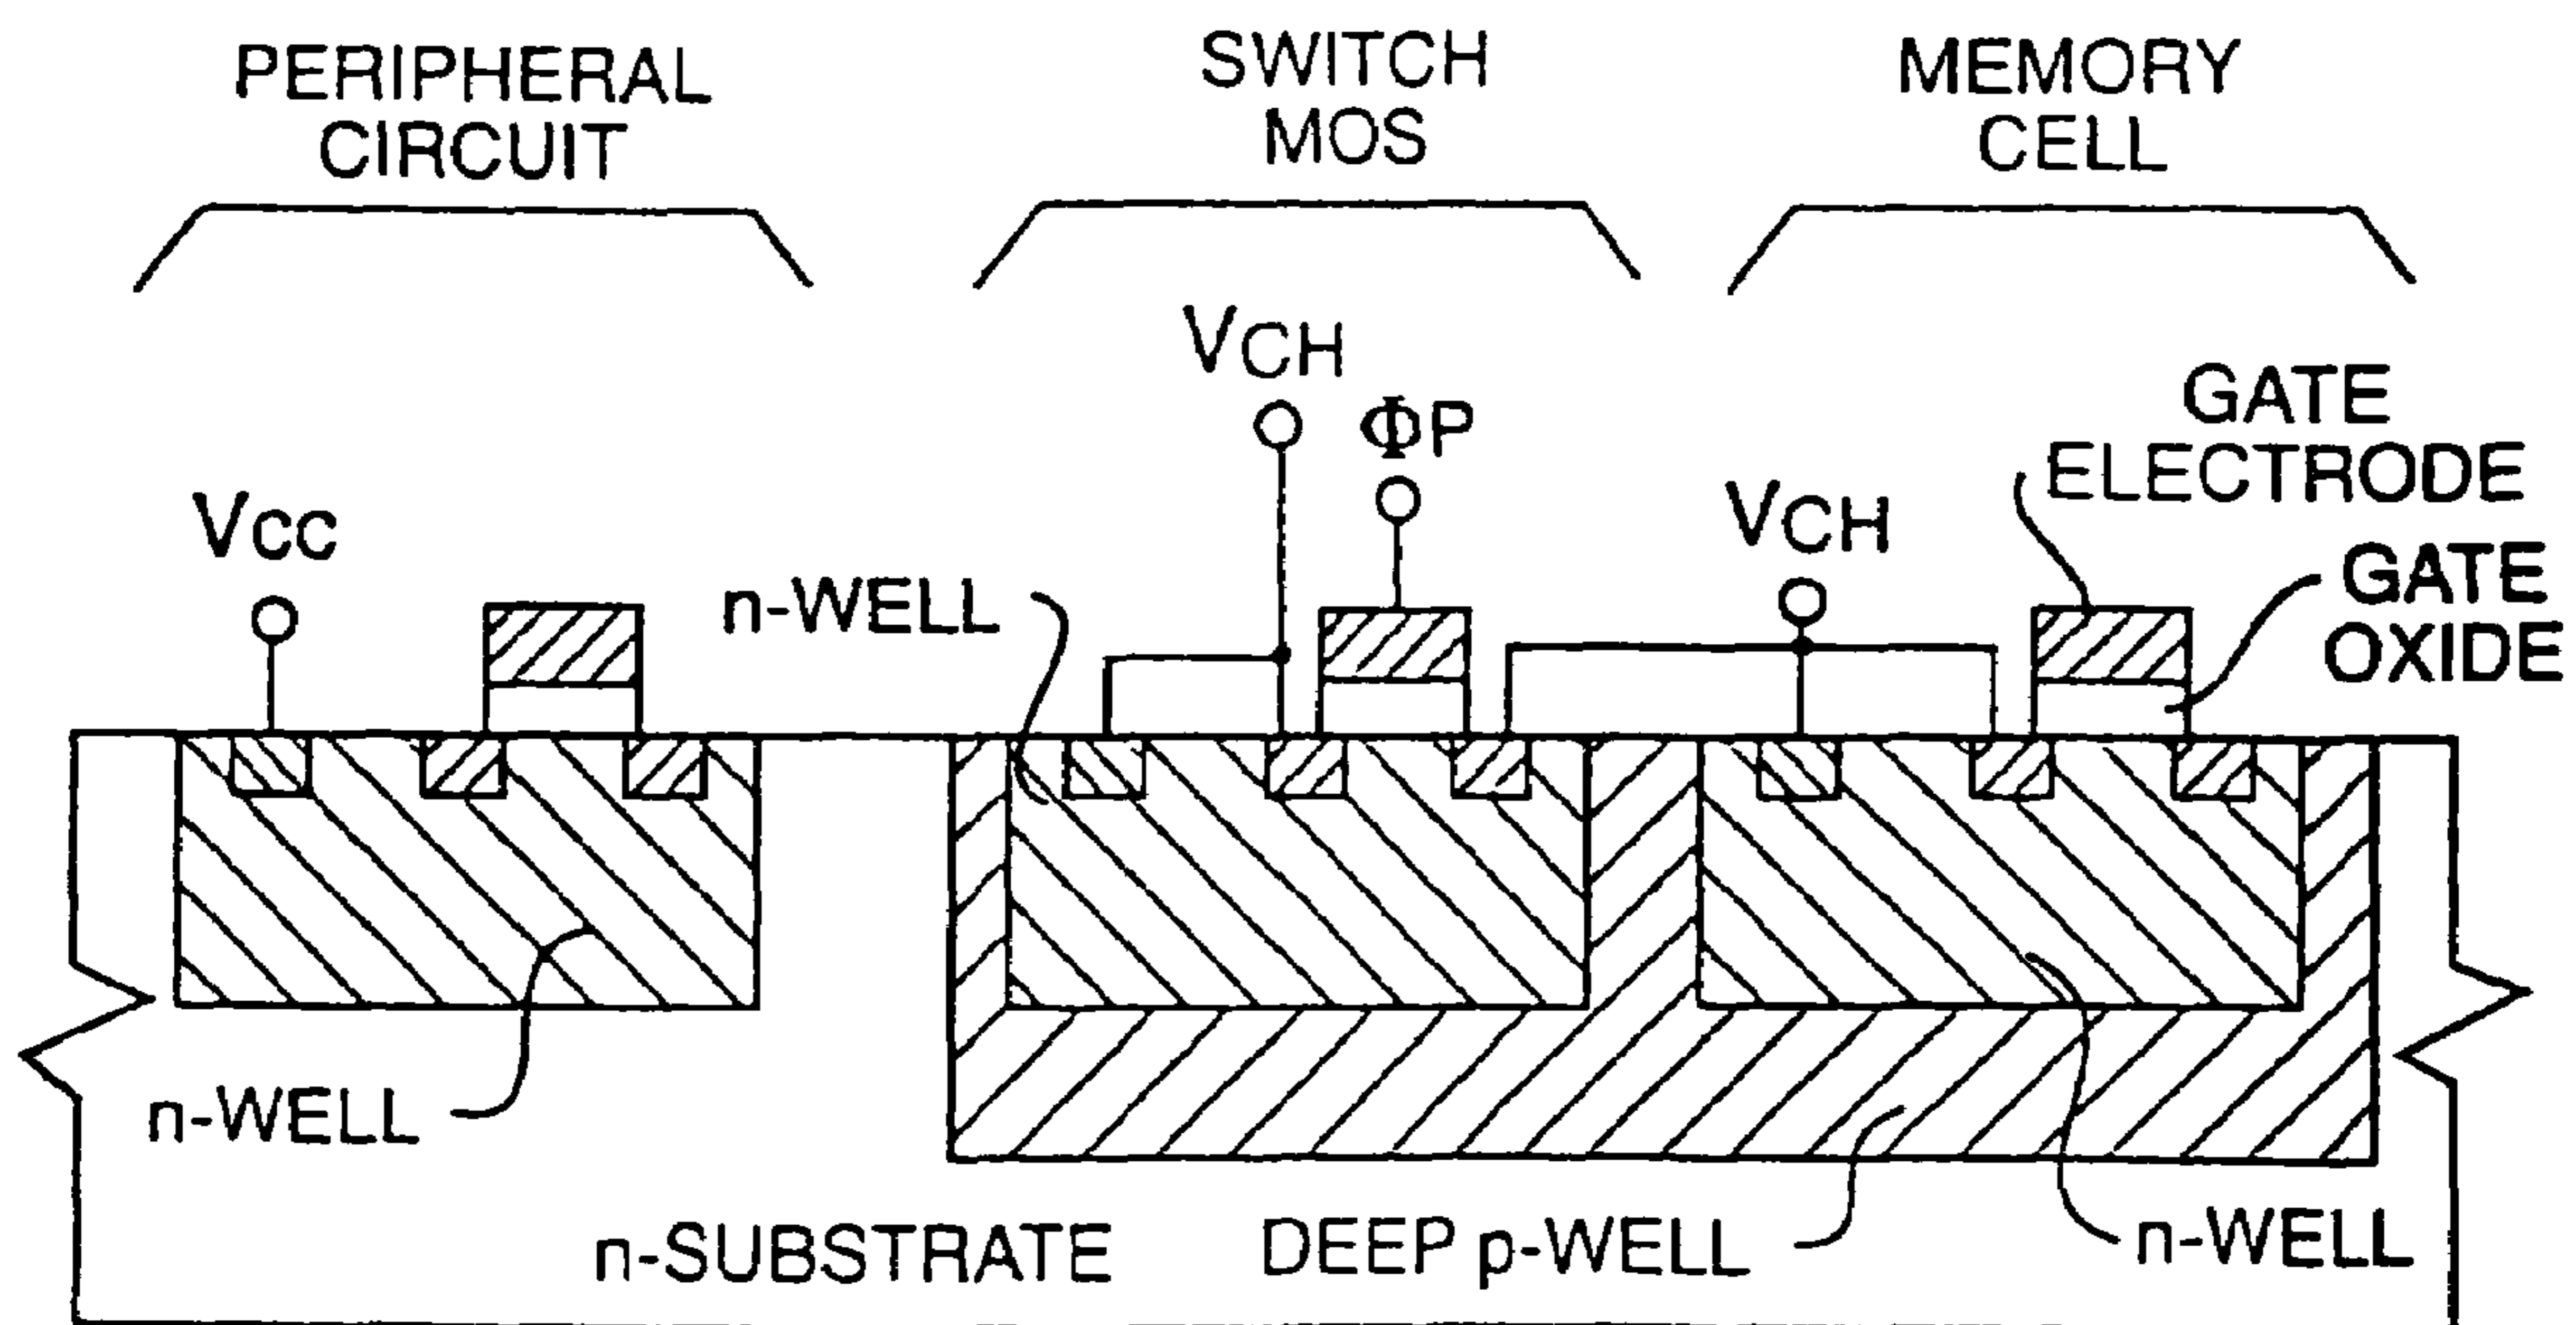 PERIPHERAL
CIRCUIT
SWITCH
MOS
MEMORY
CELL
VCH
ΦP
GATE
ELECTRODE
VCC
VCH
GATE
OXIDE
n-WELL
n-WELL
n-SUBSTRATE
DEEP p-WELL
n-WELL